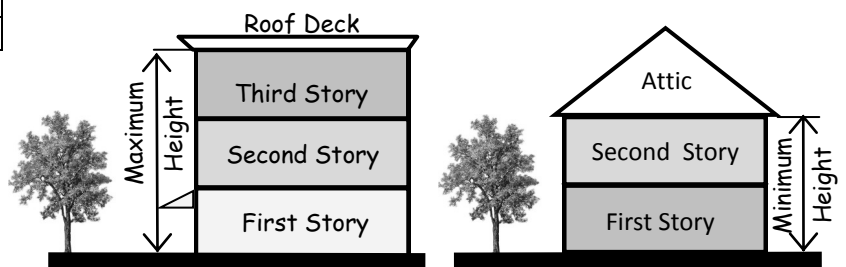 Roof Deck
Maximum
Height
Third Story
Second Story
First Story
Attic
Second Story
First Story
Minimum
Height